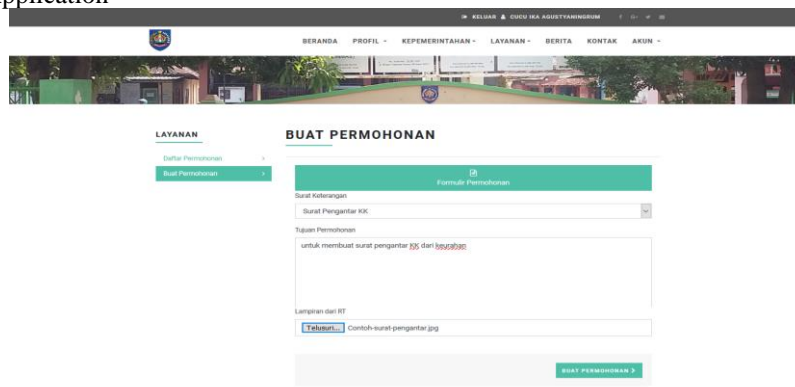 application
KELUAR CUCU IKA AGUSTYANINGRUM
BERANDA PROFIL KEPEMERINTAHAN LAYANAN BERITA KONTAK AKUN
LAYANAN
Daftar Permohonan
Buat Permohonan
BUAT PERMOHONAN
Formulir Permohonan
Surat Keterangan
Surat Pengantar KK
Tujuan Permohonan
untuk membuat surat pengantar KK dari keurahan
Lampiran dari RT
Telusuri... Contoh-surat-pengantar.jpg
BUAT PERMOHONAN